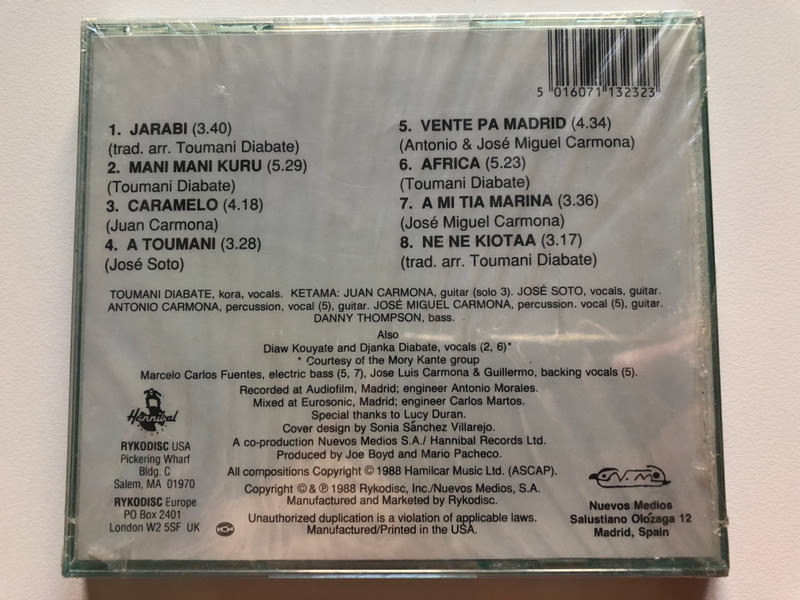 5 016071 132323
1. JARABI (3.40)
(trad. arr. Toumani Diabate)
2. MANI MANI KURU (5.29)
(Toumani Diabate)
3. CARAMELO (4.18)
(Juan Carmona)
4. A TOUMANI (3.28)
(José Soto)
5. VENTE PA MADRID (4.34)
(Antonio & José Miguel Carmona)
6. AFRICA (5.23)
(Toumani Diabate)
7. A MI TIA MARINA (3.36)
(José Miguel Carmona)
8. NE NE KIOTAA (3.17)
(trad. arr. Toumani Diabate)
TOUMANI DIABATE, kora, vocals. KETAMA: JUAN CARMONA, guitar (solo 3). JOSÉ SOTO, vocals, guitar.
ANTONIO CARMONA, percussion, vocal (5), guitar. JOSÉ MIGUEL CARMONA, percussion. vocal (5), guitar.
DANNY THOMPSON, bass.
Also
Diaw Kouyate and Djanka Diabate, vocals (2, 6)*
* Courtesy of the Mory Kante group
Marcelo Carlos Fuentes, electric bass (5, 7), Jose Luis Carmona & Guillermo, backing vocals (5).
Recorded at Audiofilm, Madrid; engineer Antonio Morales.
Mixed at Eurosonic, Madrid; engineer Carlos Martos.
Special thanks to Lucy Duran.
Cover design by Sonia Sánchez Villarejo.
A co-production Nuevos Medios S.A./ Hannibal Records Ltd.
Produced by Joe Boyd and Mario Pacheco.
All compositions Copyright © 1988 Hamilcar Music Ltd. (ASCAP).
Copyright © & ℗ 1988 Rykodisc, Inc./Nuevos Medios, S.A.
Manufactured and Marketed by Rykodisc.
Unauthorized duplication is a violation of applicable laws.
Manufactured/Printed in the USA.
Hannibal
RYKODISC USA
Pickering Wharf
Bldg. C
Salem, MA 01970
RYKODISC Europe
PO Box 2401
London W2 5SF UK
Nuevos Medios
Salustiano Olózaga 12
Madrid, Spain